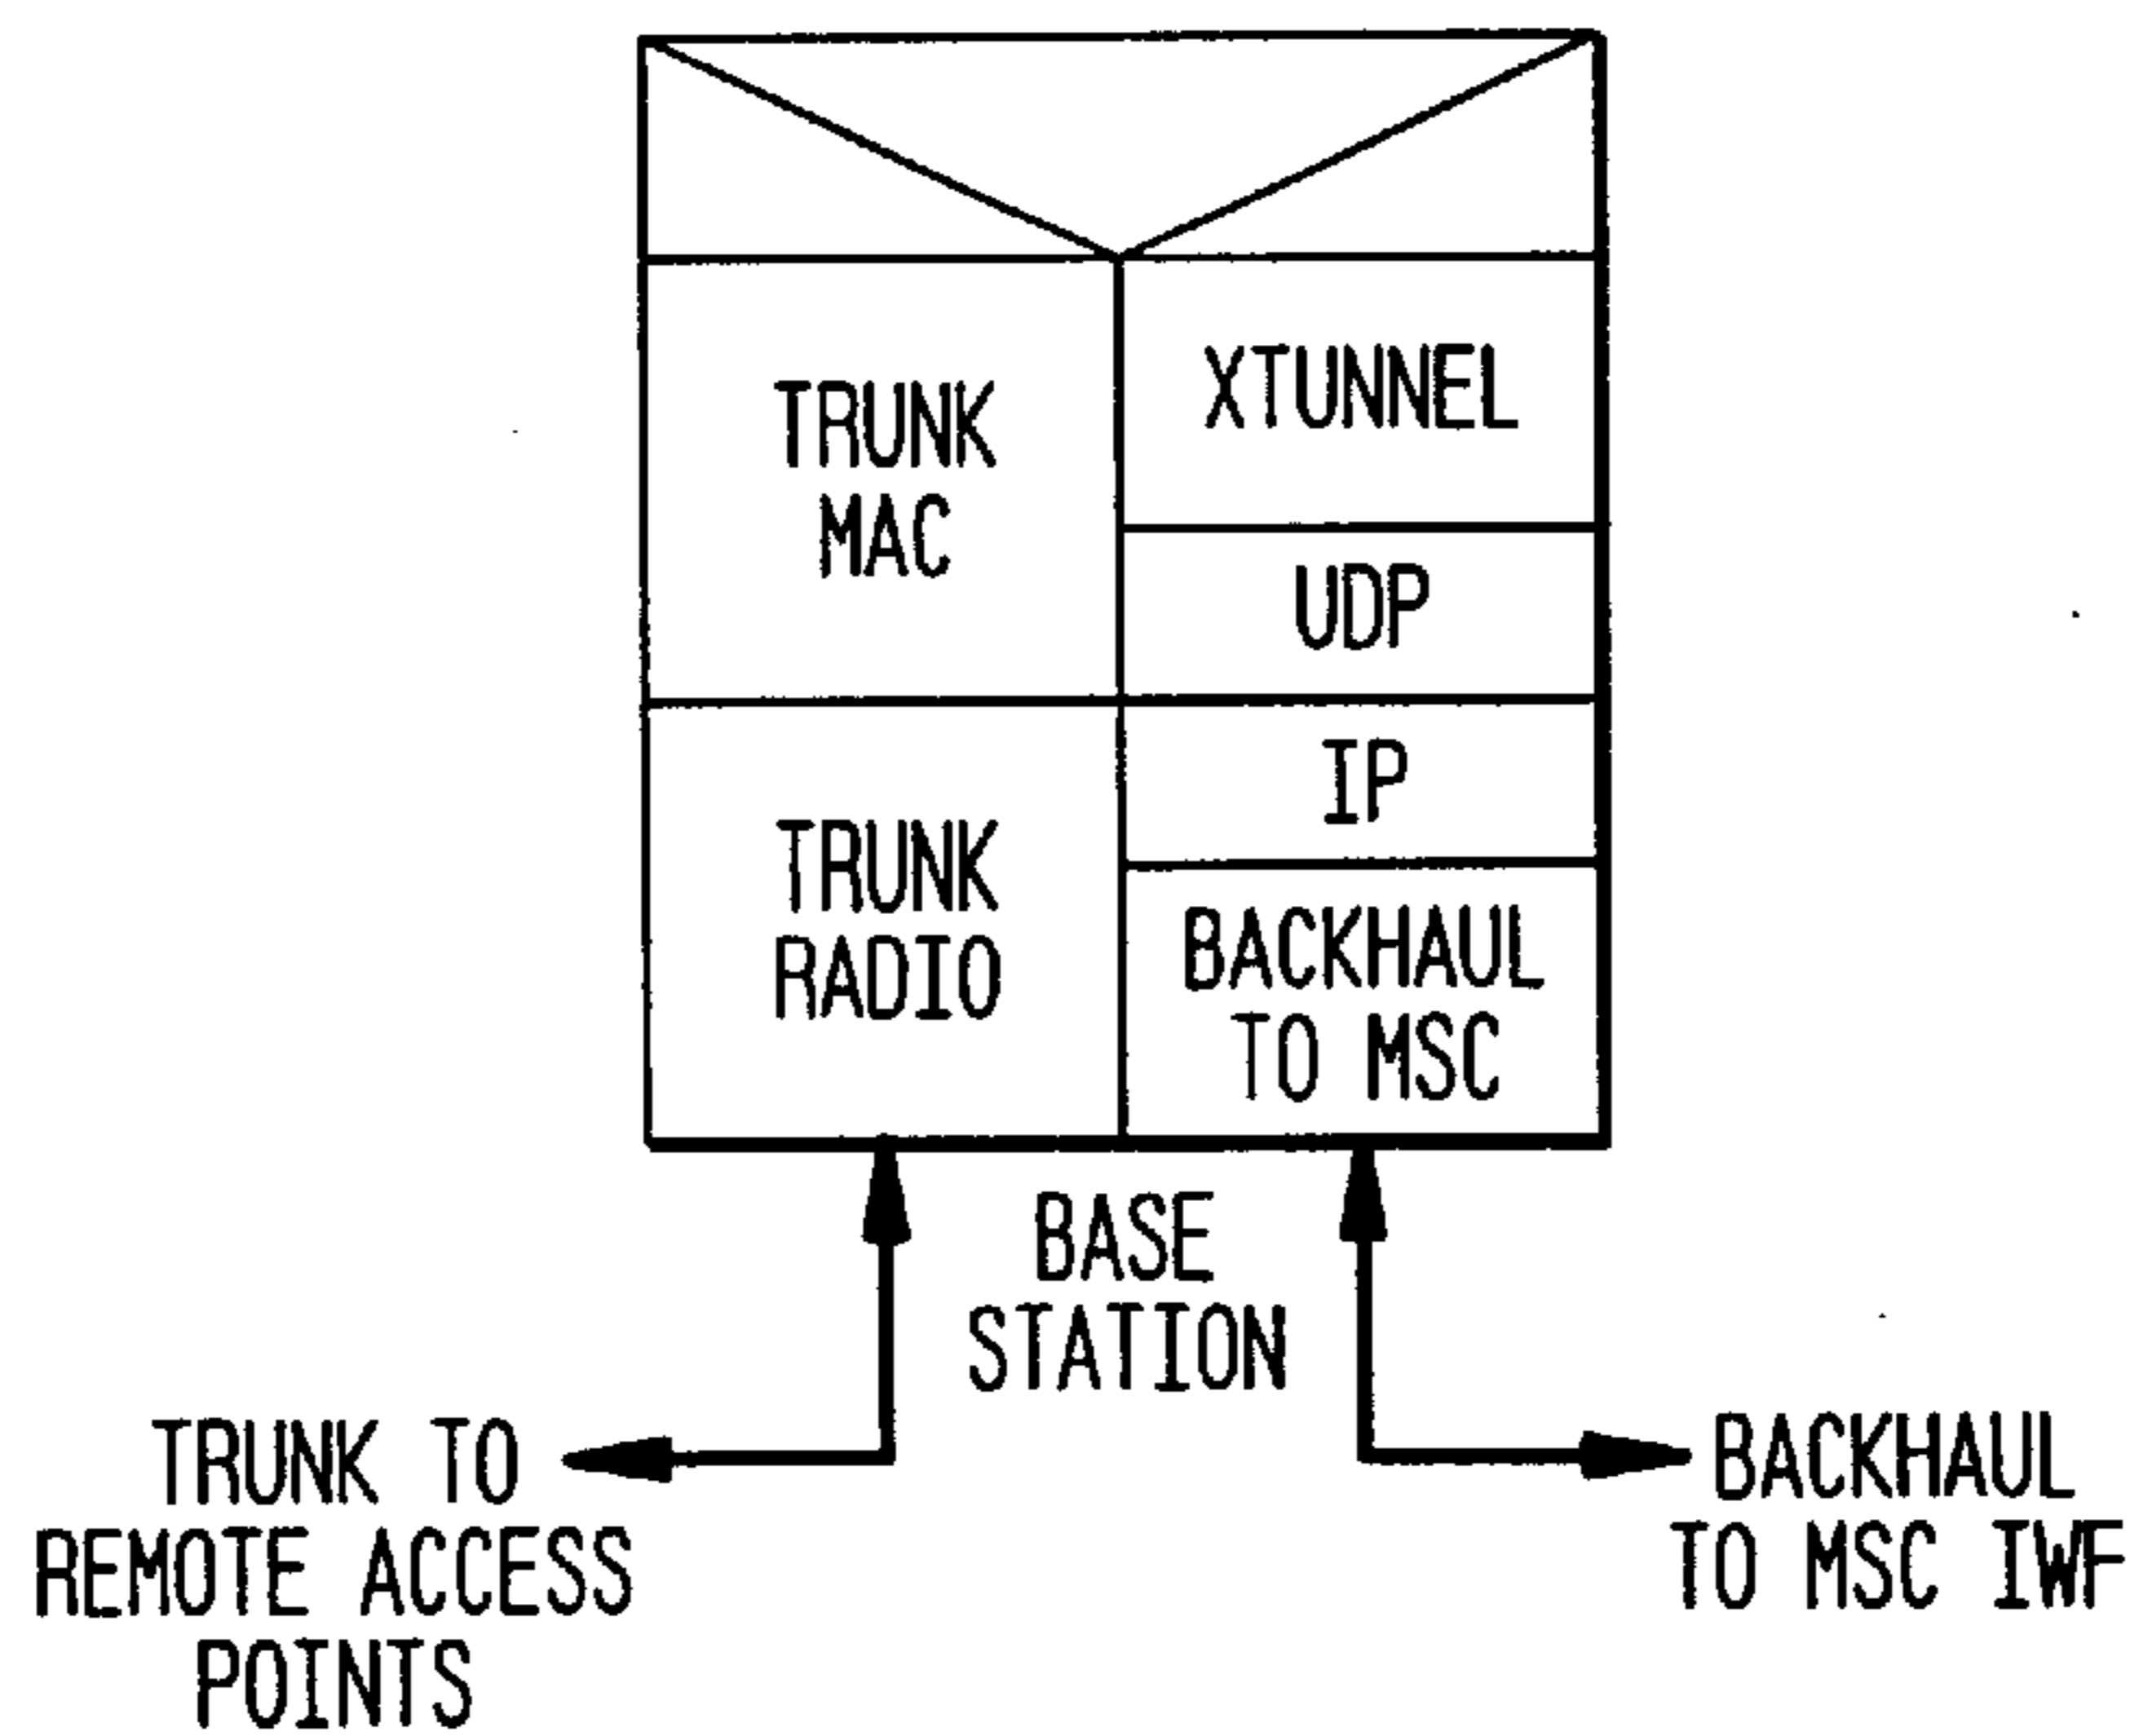 TRUNK
MAC
XTUNNEL
UDP
TRUNK
RADIO
IP
BACKHAUL
TO MSC
BASE
STATION
TRUNK TO
REMOTE ACCESS
POINTS
BACKHAUL
TO MSC IWF